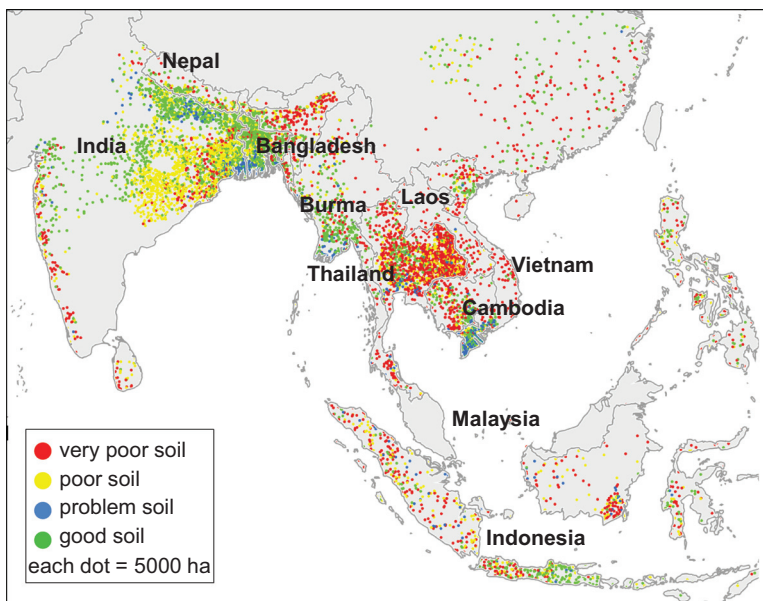 Nepal
India
Bangladesh
Burma
Laos
Thailand
Vietnam
Cambodia
Malaysia
Indonesia
very poor soil
poor soil
problem soil
good soil
each dot = 5000 ha